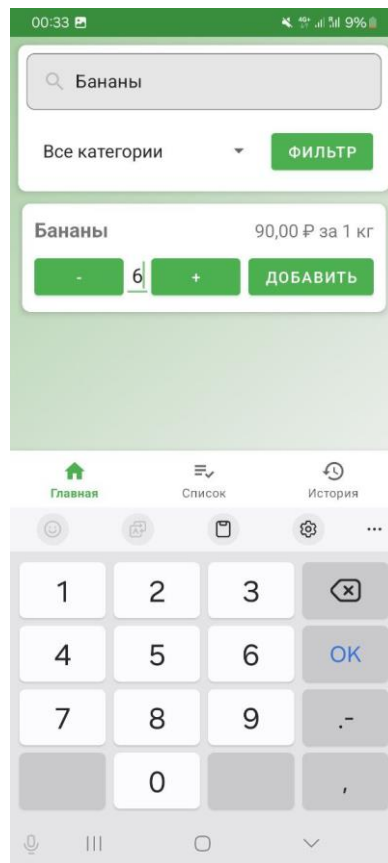 00:33 9%
Бананы
Все категории ФИЛЬТР
Бананы 90,00 ₽ за 1 кг
- 6 + ДОБАВИТЬ
Главная Список История
1 2 3
4 5 6 OK
7 8 9 .-
0 ,